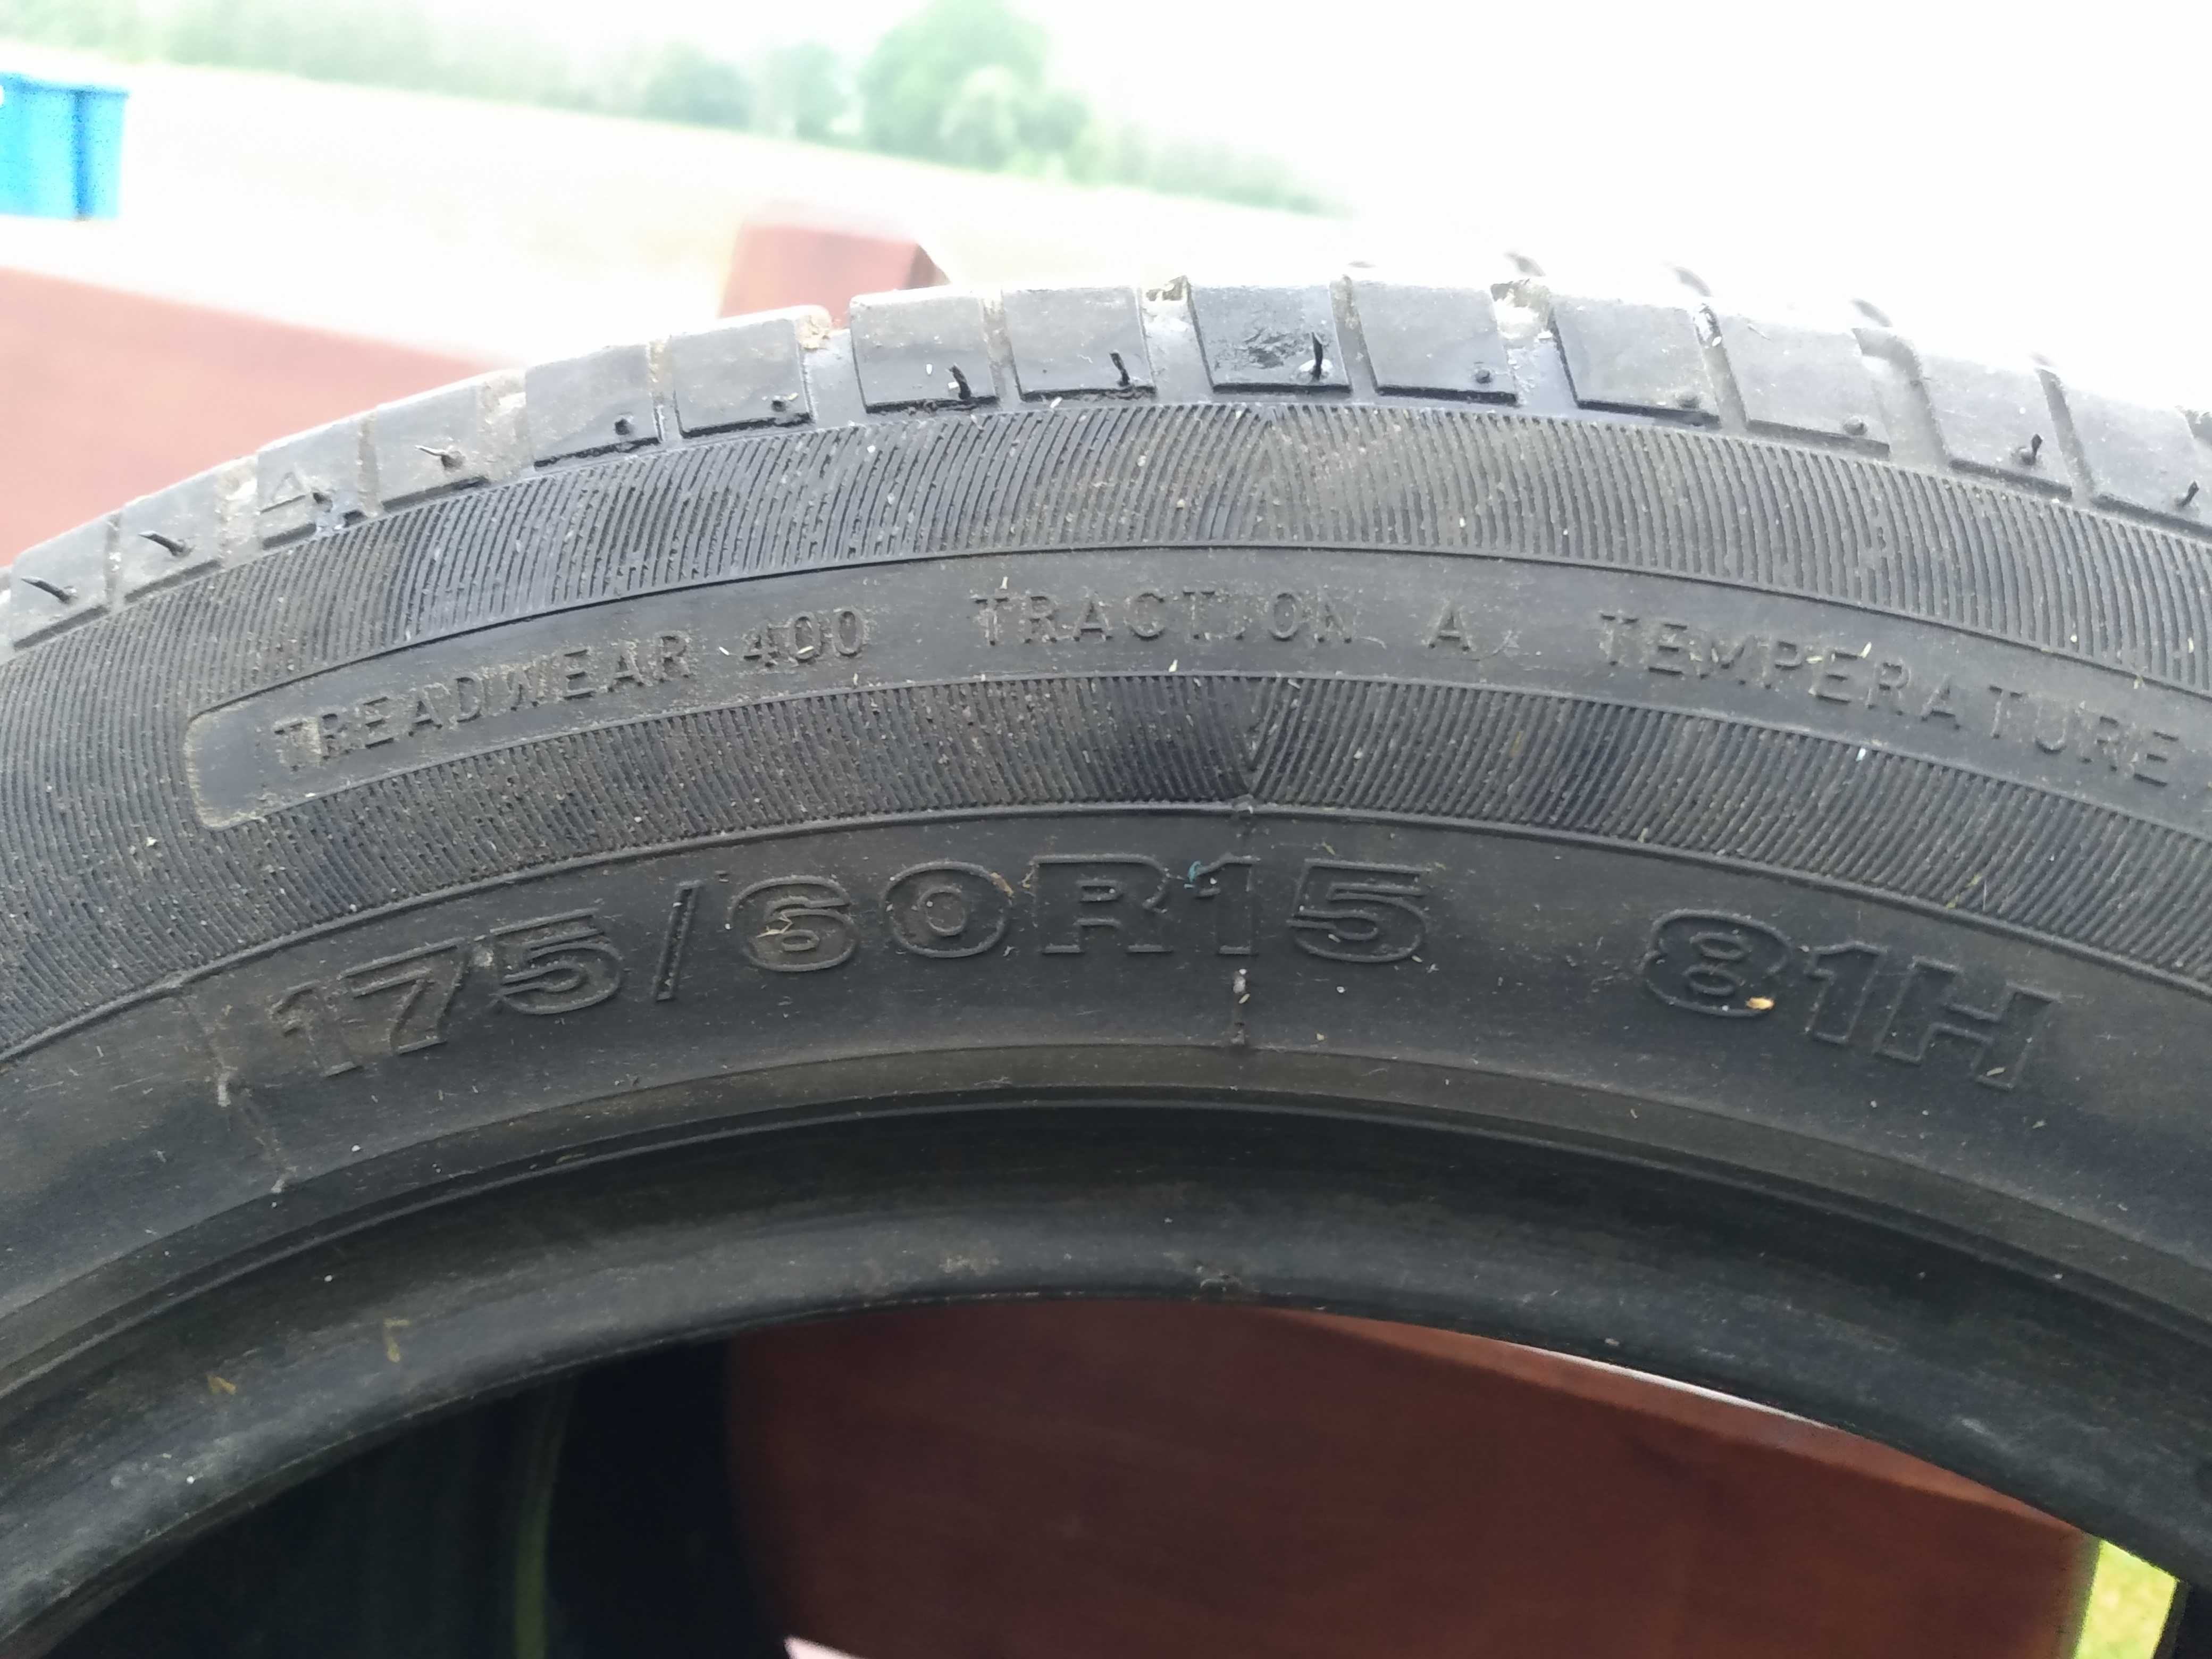 TREADWEAR 400 TRACTION A TEMPERATURE
175/60R15 81H